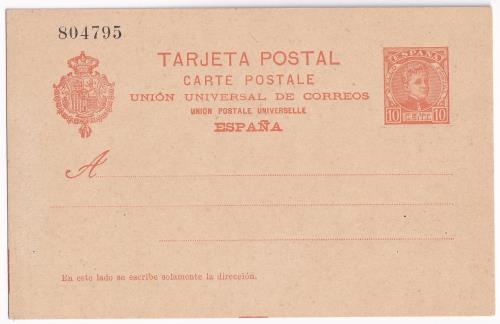 804795
TARJETA POSTAL
CARTE POSTALE
UNIÓN UNIVERSAL DE CORREOS
UNION POSTALE UNIVERSELLE
ESPAÑA
ESPAÑA
10 CENT. 10
A
En este lado se escribe solamente la dirección.